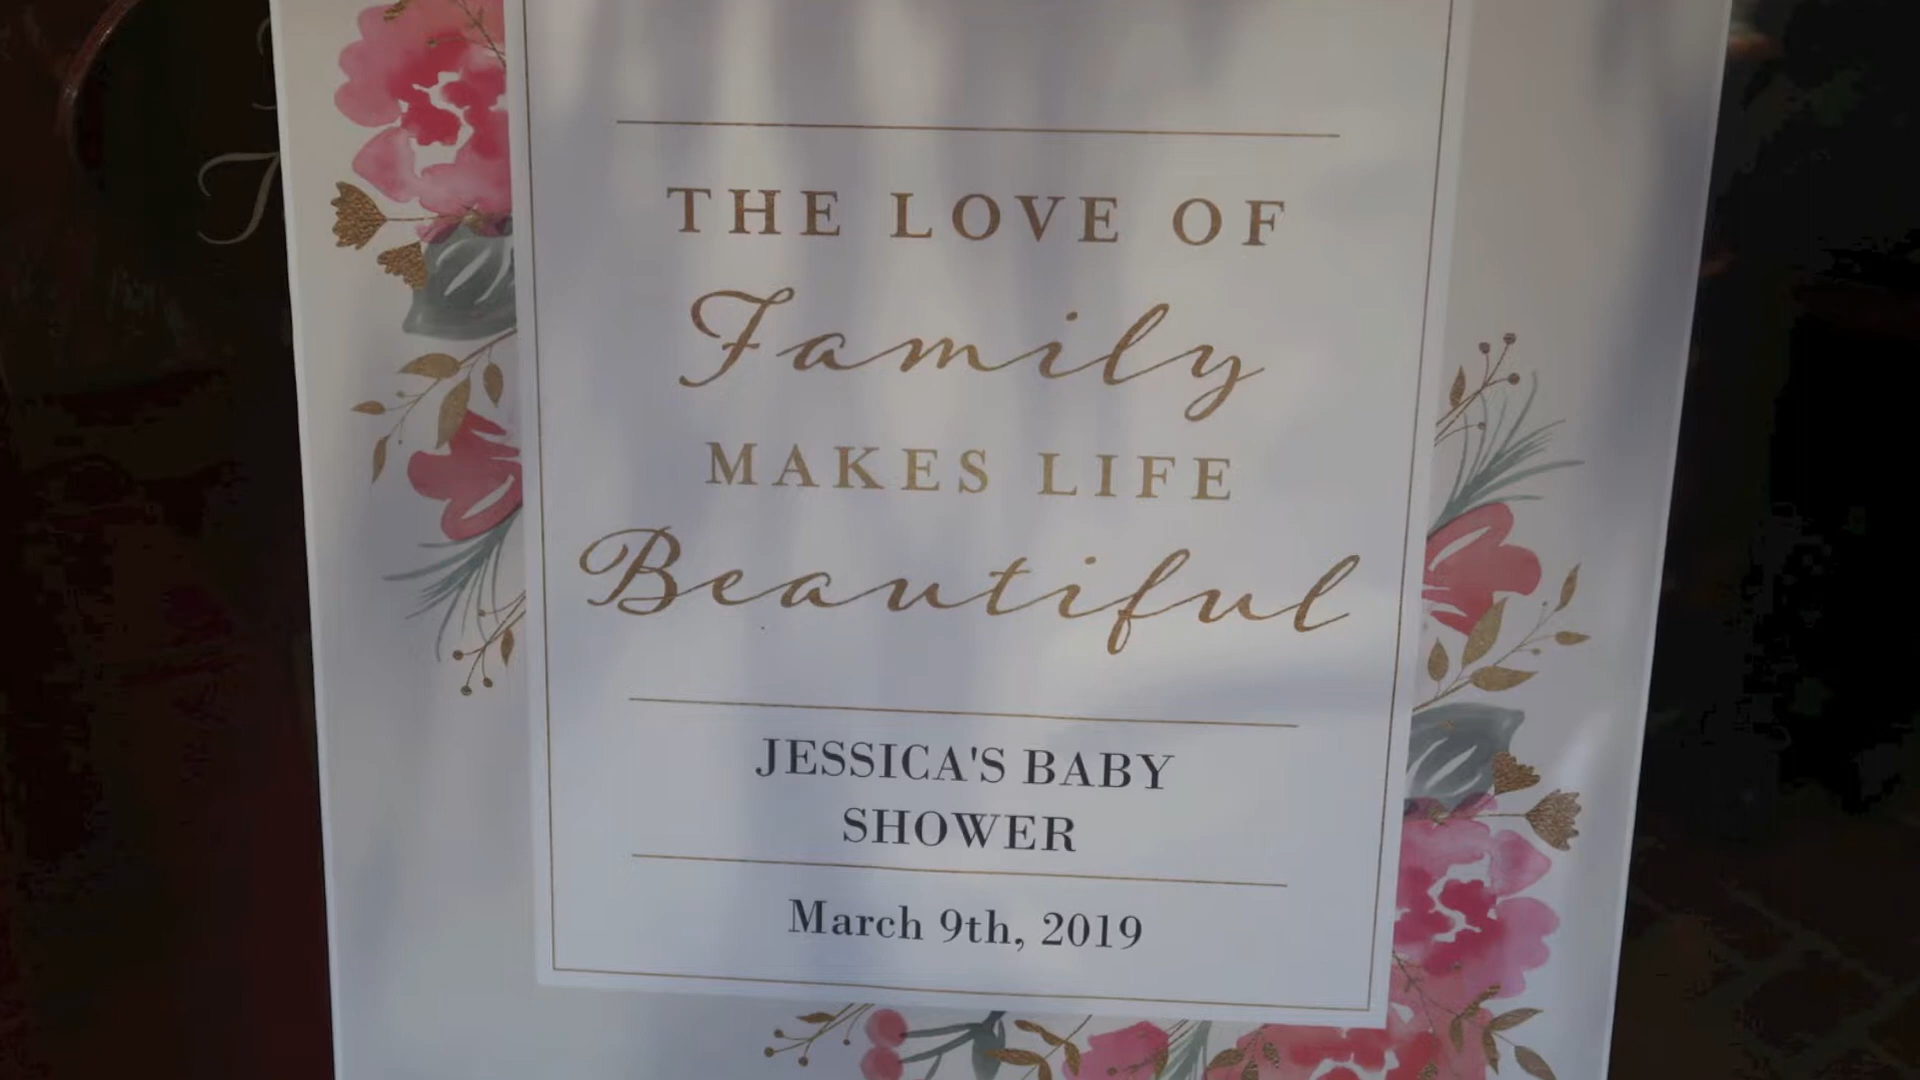 THE LOVE OF
Family
MAKES LIFE
Beautiful
JESSICA'S BABY
SHOWER
March 9th, 2019